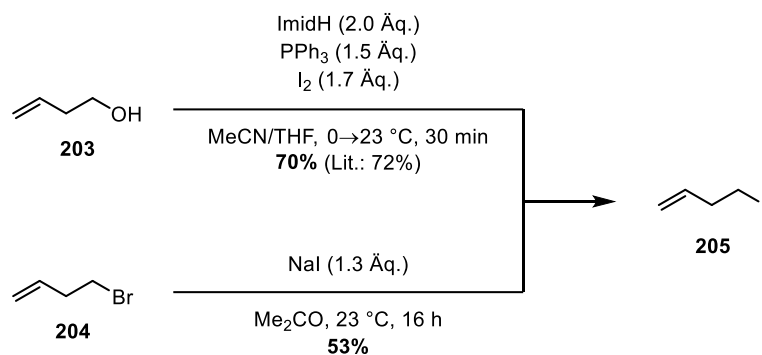 ImidH (2.0 Äq.)
PPh₃ (1.5 Äq.)
I₂ (1.7 Äq.)
OH
203
MeCN/THF, 0→23 °C, 30 min
70% (Lit.: 72%)
205
NaI (1.3 Äq.)
Br
204
Me₂CO, 23 °C, 16 h
53%